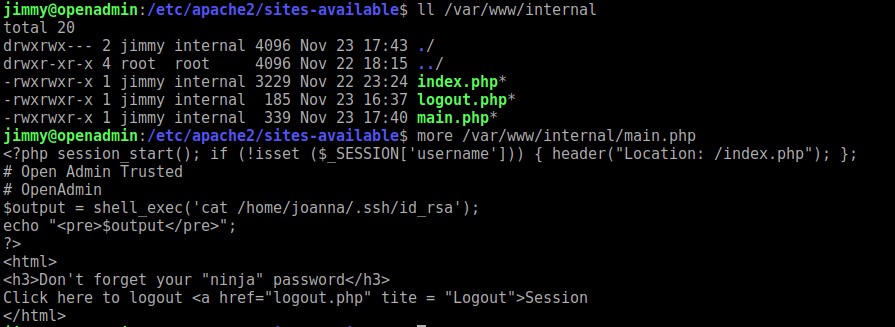 jimmy@openadmin:/etc/apache2/sites-available$ ll /var/www/internal
total 20
drwxrwx--- 2 jimmy internal 4096 Nov 23 17:43 ./
drwxr-xr-x 4 root  root     4096 Nov 22 18:15 ../
-rwxrwxr-x 1 jimmy internal 3229 Nov 22 23:24 index.php*
-rwxrwxr-x 1 jimmy internal  185 Nov 23 16:37 logout.php*
-rwxrwxr-x 1 jimmy internal  339 Nov 23 17:40 main.php*
jimmy@openadmin:/etc/apache2/sites-available$ more /var/www/internal/main.php
<?php session_start(); if (!isset ($_SESSION['username'])) { header("Location: /index.php"); };
# Open Admin Trusted
# OpenAdmin
$output = shell_exec('cat /home/joanna/.ssh/id_rsa');
echo "<pre>$output</pre>";
?>
<html>
<h3>Don't forget your "ninja" password</h3>
Click here to logout <a href="logout.php" tite = "Logout">Session
</html>